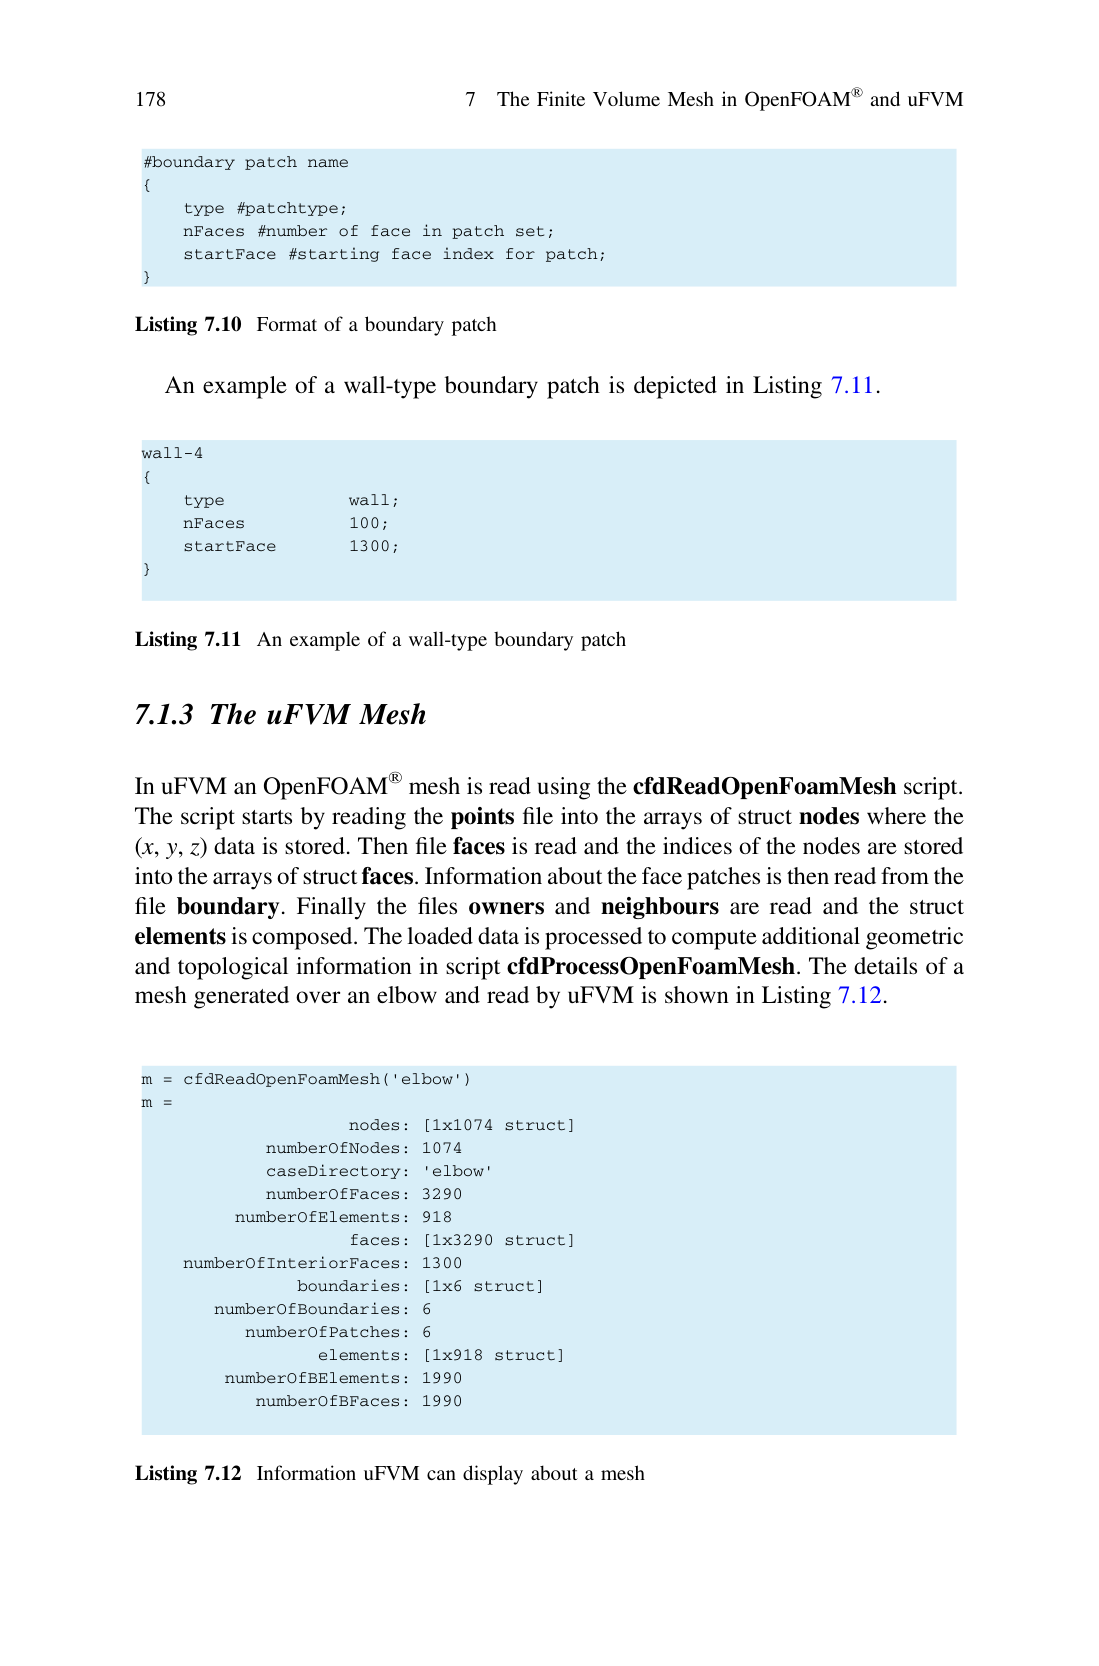 178 7 The Finite Volume Mesh in OpenFOAM® and uFVM
#boundary patch name
{
    type #patchtype;
    nFaces #number of face in patch set;
    startFace #starting face index for patch;
}
Listing 7.10 Format of a boundary patch
An example of a wall-type boundary patch is depicted in Listing 7.11.
wall-4
{
    type            wall;
    nFaces          100;
    startFace       1300;
}
Listing 7.11 An example of a wall-type boundary patch
7.1.3 The uFVM Mesh
In uFVM an OpenFOAM® mesh is read using the cfdReadOpenFoamMesh script.
The script starts by reading the points file into the arrays of struct nodes where the
(x, y, z) data is stored. Then file faces is read and the indices of the nodes are stored
into the arrays of struct faces. Information about the face patches is then read from the
file boundary. Finally the files owners and neighbours are read and the struct
elements is composed. The loaded data is processed to compute additional geometric
and topological information in script cfdProcessOpenFoamMesh. The details of a
mesh generated over an elbow and read by uFVM is shown in Listing 7.12.
m = cfdReadOpenFoamMesh('elbow')
m =
                    nodes: [1x1074 struct]
            numberOfNodes: 1074
            caseDirectory: 'elbow'
            numberOfFaces: 3290
         numberOfElements: 918
                    faces: [1x3290 struct]
    numberOfInteriorFaces: 1300
               boundaries: [1x6 struct]
       numberOfBoundaries: 6
          numberOfPatches: 6
                 elements: [1x918 struct]
        numberOfBElements: 1990
           numberOfBFaces: 1990
Listing 7.12 Information uFVM can display about a mesh